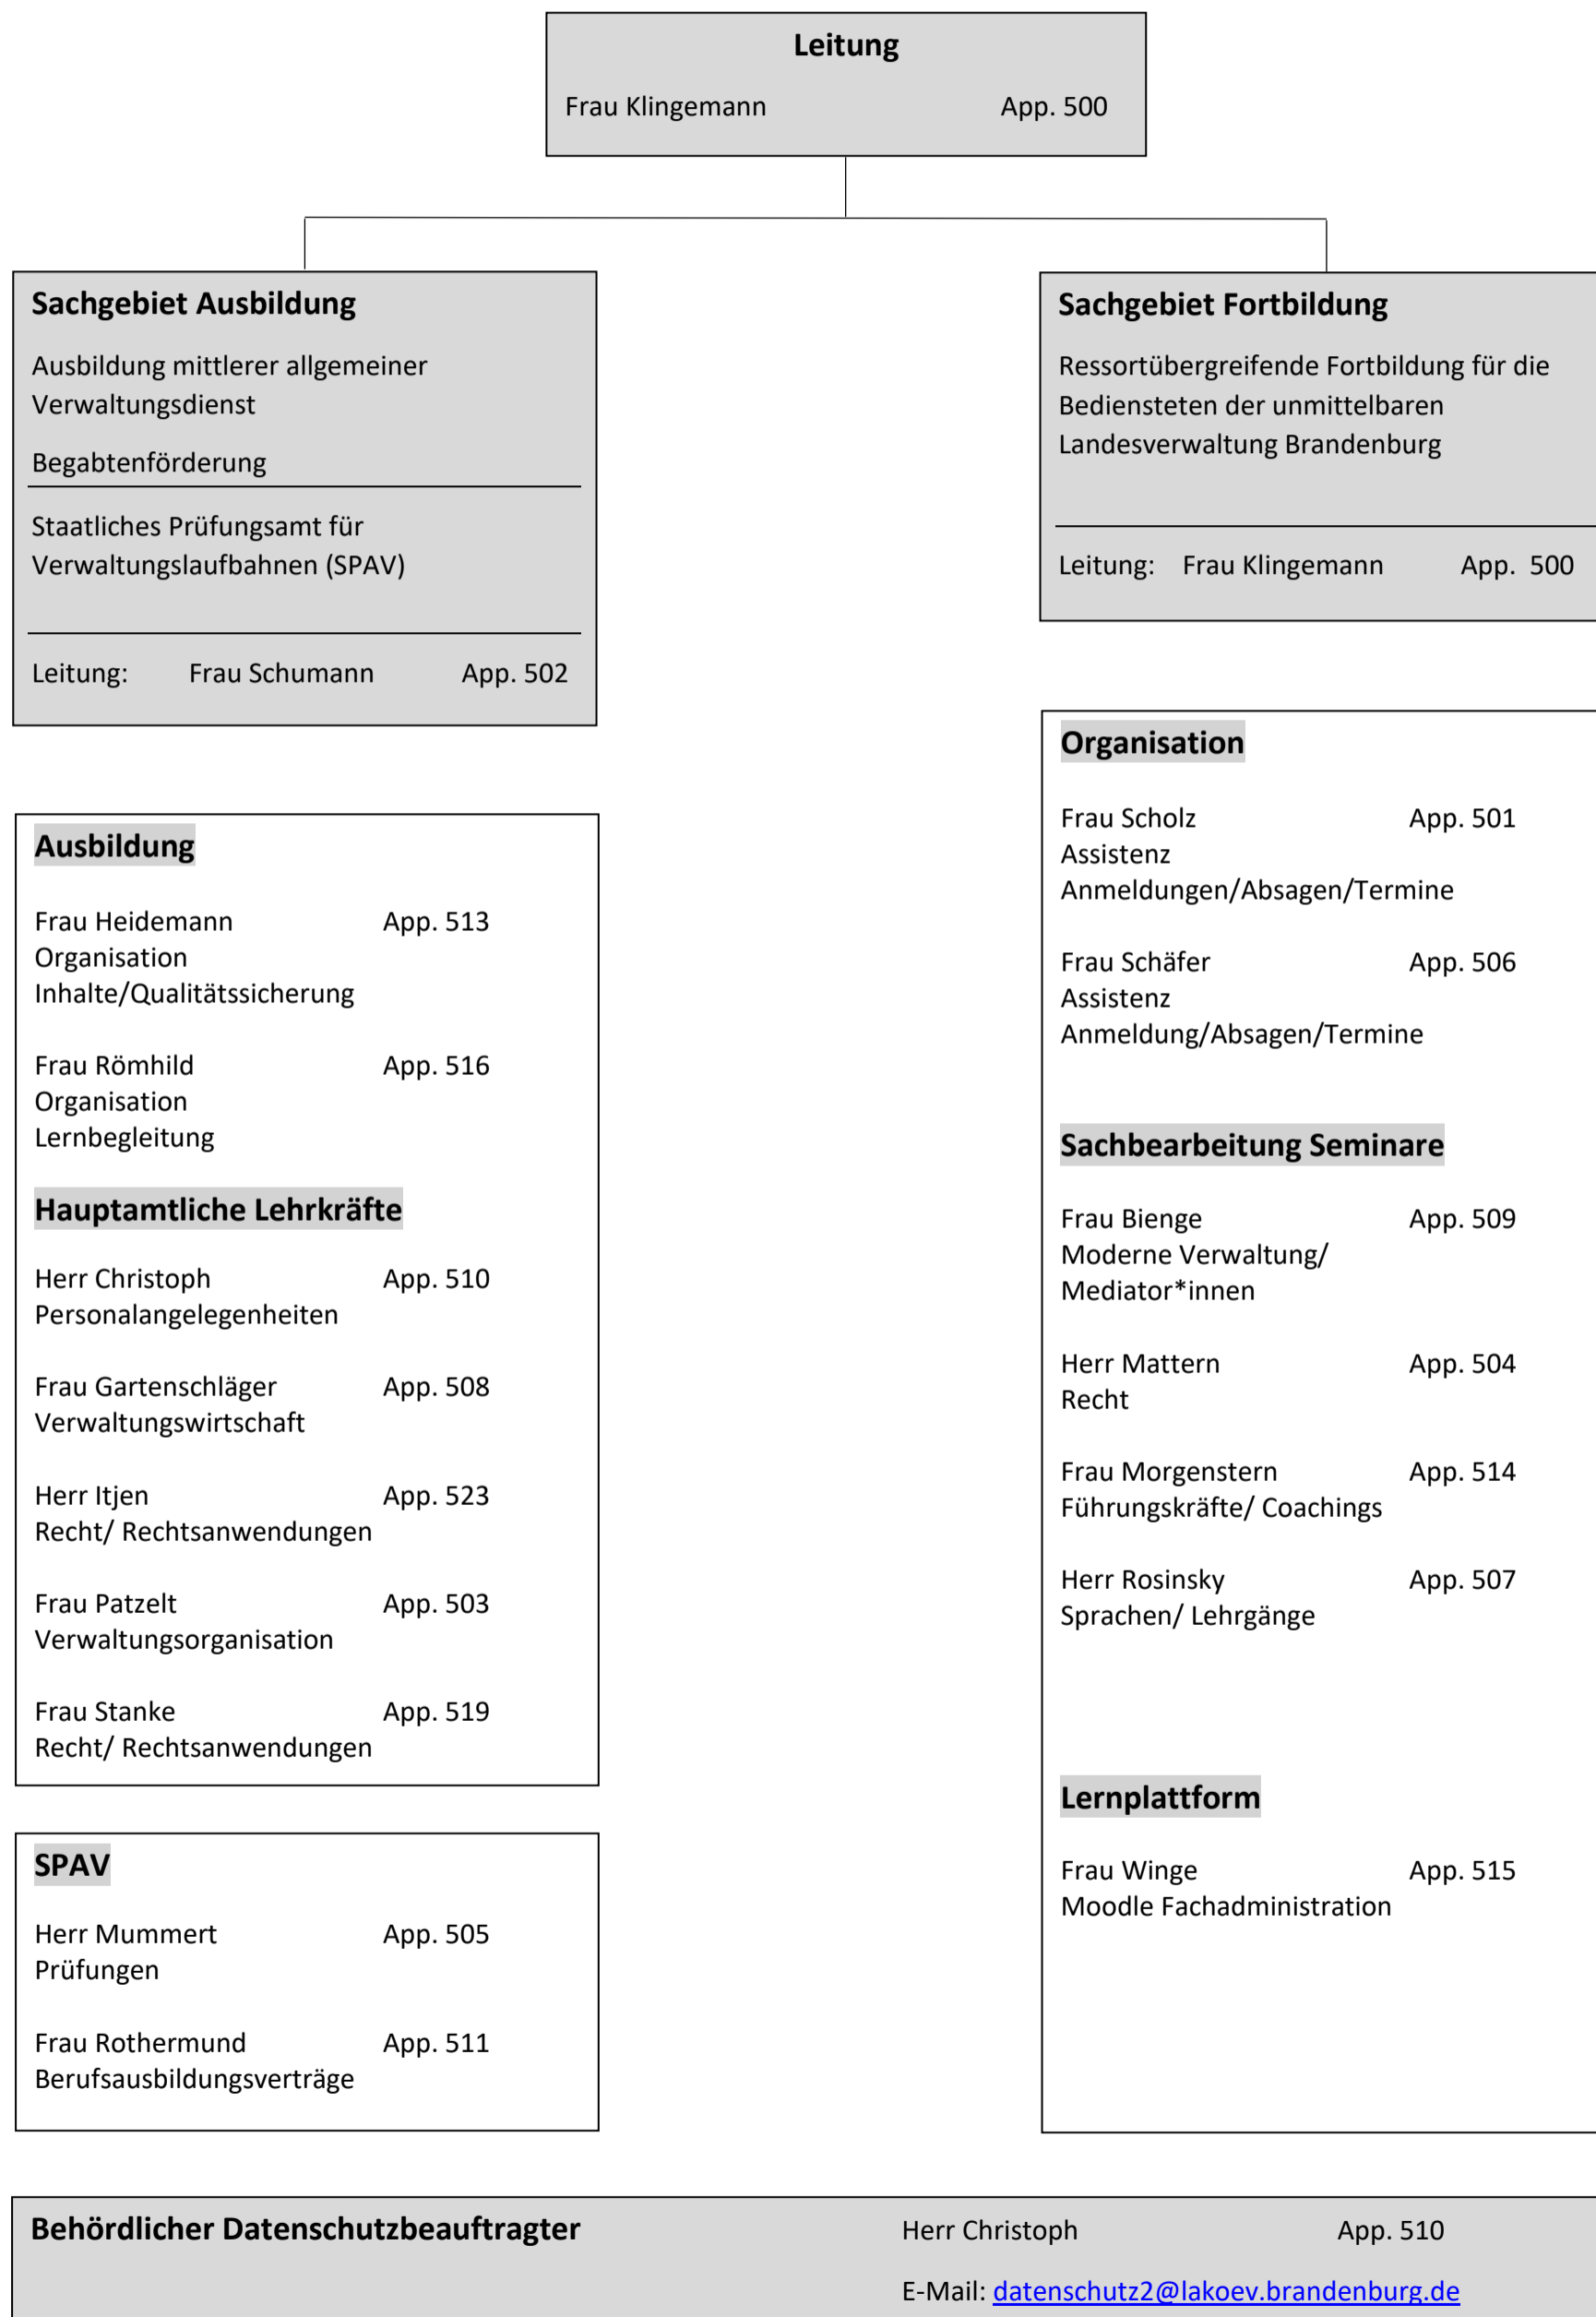 Leitung
Frau Klingemann App. 500
Sachgebiet Ausbildung
Ausbildung mittlerer allgemeiner
Verwaltungsdienst
Begabtenförderung
Staatliches Prüfungsamt für
Verwaltungslaufbahnen (SPAV)
Leitung: Frau Schumann App. 502
Sachgebiet Fortbildung
Ressortübergreifende Fortbildung für die
Bediensteten der unmittelbaren
Landesverwaltung Brandenburg
Leitung: Frau Klingemann App. 500
Ausbildung
Frau Heidemann App. 513
Organisation
Inhalte/Qualitätssicherung
Frau Römhild App. 516
Organisation
Lernbegleitung
Hauptamtliche Lehrkräfte
Herr Christoph App. 510
Personalangelegenheiten
Frau Gartenschläger App. 508
Verwaltungswirtschaft
Herr Itjen App. 523
Recht/ Rechtsanwendungen
Frau Patzelt App. 503
Verwaltungsorganisation
Frau Stanke App. 519
Recht/ Rechtsanwendungen
SPAV
Herr Mummert App. 505
Prüfungen
Frau Rothermund App. 511
Berufsausbildungsverträge
Organisation
Frau Scholz App. 501
Assistenz
Anmeldungen/Absagen/Termine
Frau Schäfer App. 506
Assistenz
Anmeldung/Absagen/Termine
Sachbearbeitung Seminare
Frau Bienge App. 509
Moderne Verwaltung/
Mediator*innen
Herr Mattern App. 504
Recht
Frau Morgenstern App. 514
Führungskräfte/ Coachings
Herr Rosinsky App. 507
Sprachen/ Lehrgänge
Lernplattform
Frau Winge App. 515
Moodle Fachadministration
Behördlicher Datenschutzbeauftragter Herr Christoph App. 510
E-Mail: datenschutz2@lakoev.brandenburg.de